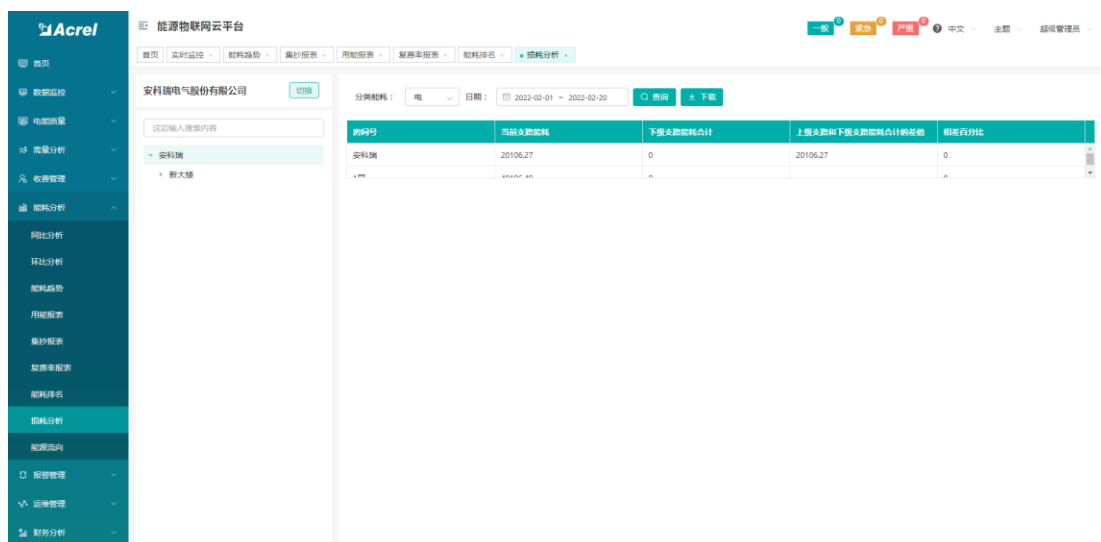 Acrel
能源物联网云平台
一般 0 紧急 0 严重 0 中文 主题 超级管理员
首页 实时监控 能耗趋势 集抄报表 用能报表 复费率报表 能耗排名 损耗分析
首页
数据监控
电能质量
需量分析
收费管理
能耗分析
同比分析
环比分析
能耗趋势
用能报表
集抄报表
复费率报表
能耗排名
损耗分析
能源流向
报警管理
运维管理
财务分析
安科瑞电气股份有限公司 切换
这边输入搜索内容
安科瑞
新大楼
分类能耗： 电 日期： 2022-02-01 ~ 2022-02-20 查询 下载
房间号 当前支路能耗 下级支路能耗合计 上级支路和下级支路能耗合计的差值 相差百分比
安科瑞 20106.27 0 20106.27 0